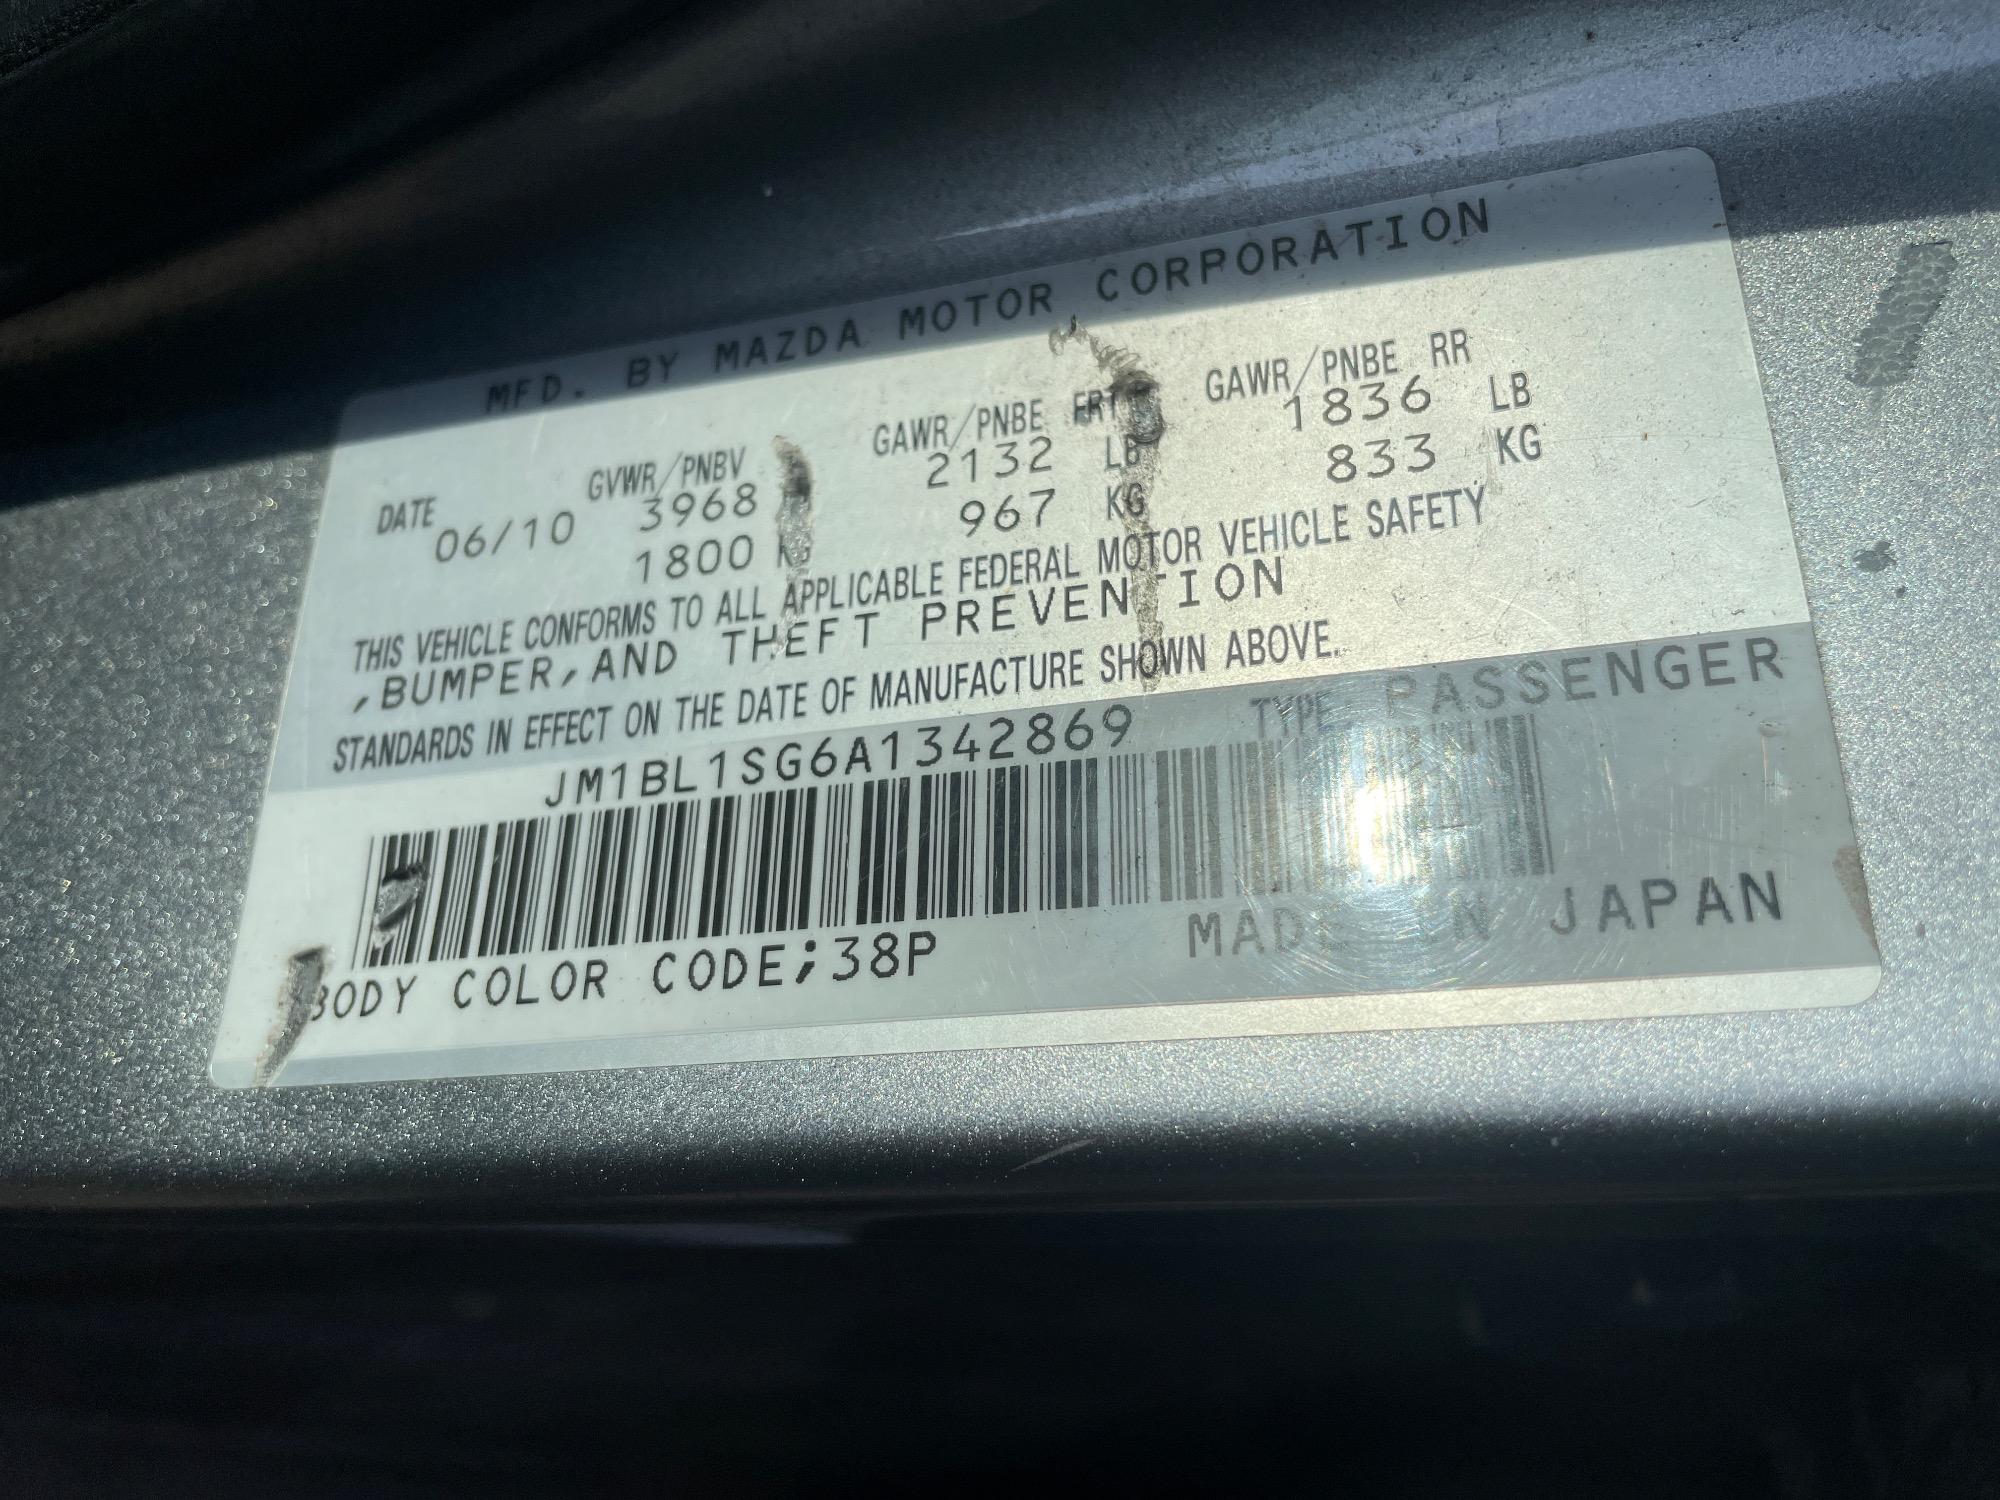 MFD. BY MAZDA MOTOR CORPORATION
DATE GVWR/PNBV GAWR/PNBE FRT GAWR/PNBE RR
06/10 3968 2132 LB 1836 LB
1800 KG 967 KG 833 KG
THIS VEHICLE CONFORMS TO ALL APPLICABLE FEDERAL MOTOR VEHICLE SAFETY
,BUMPER,AND THEFT PREVENTION
STANDARDS IN EFFECT ON THE DATE OF MANUFACTURE SHOWN ABOVE.
JM1BL1SG6A1342869 TYPE PASSENGER
BODY COLOR CODE;38P MADE IN JAPAN